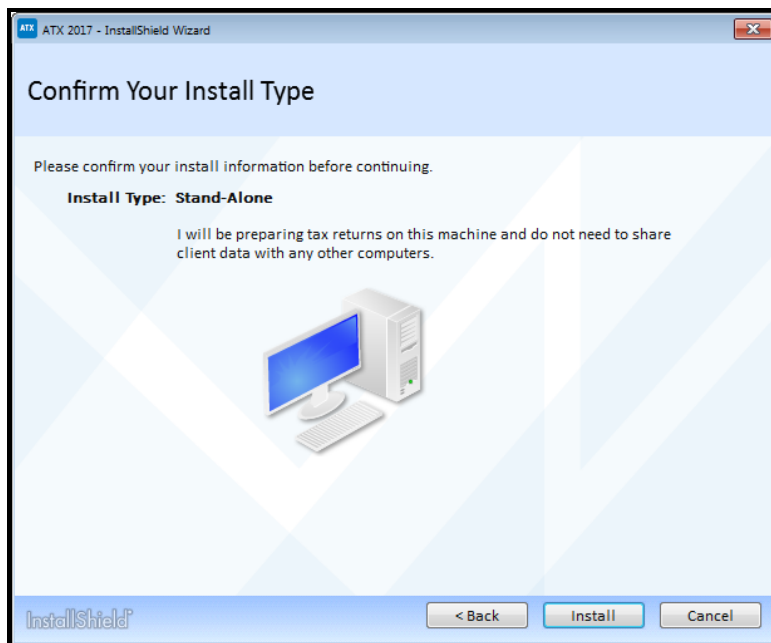 ATX ATX 2017 - InstallShield Wizard
Confirm Your Install Type
Please confirm your install information before continuing.
Install Type: Stand-Alone
I will be preparing tax returns on this machine and do not need to share
client data with any other computers.
InstallShield
< Back Install Cancel